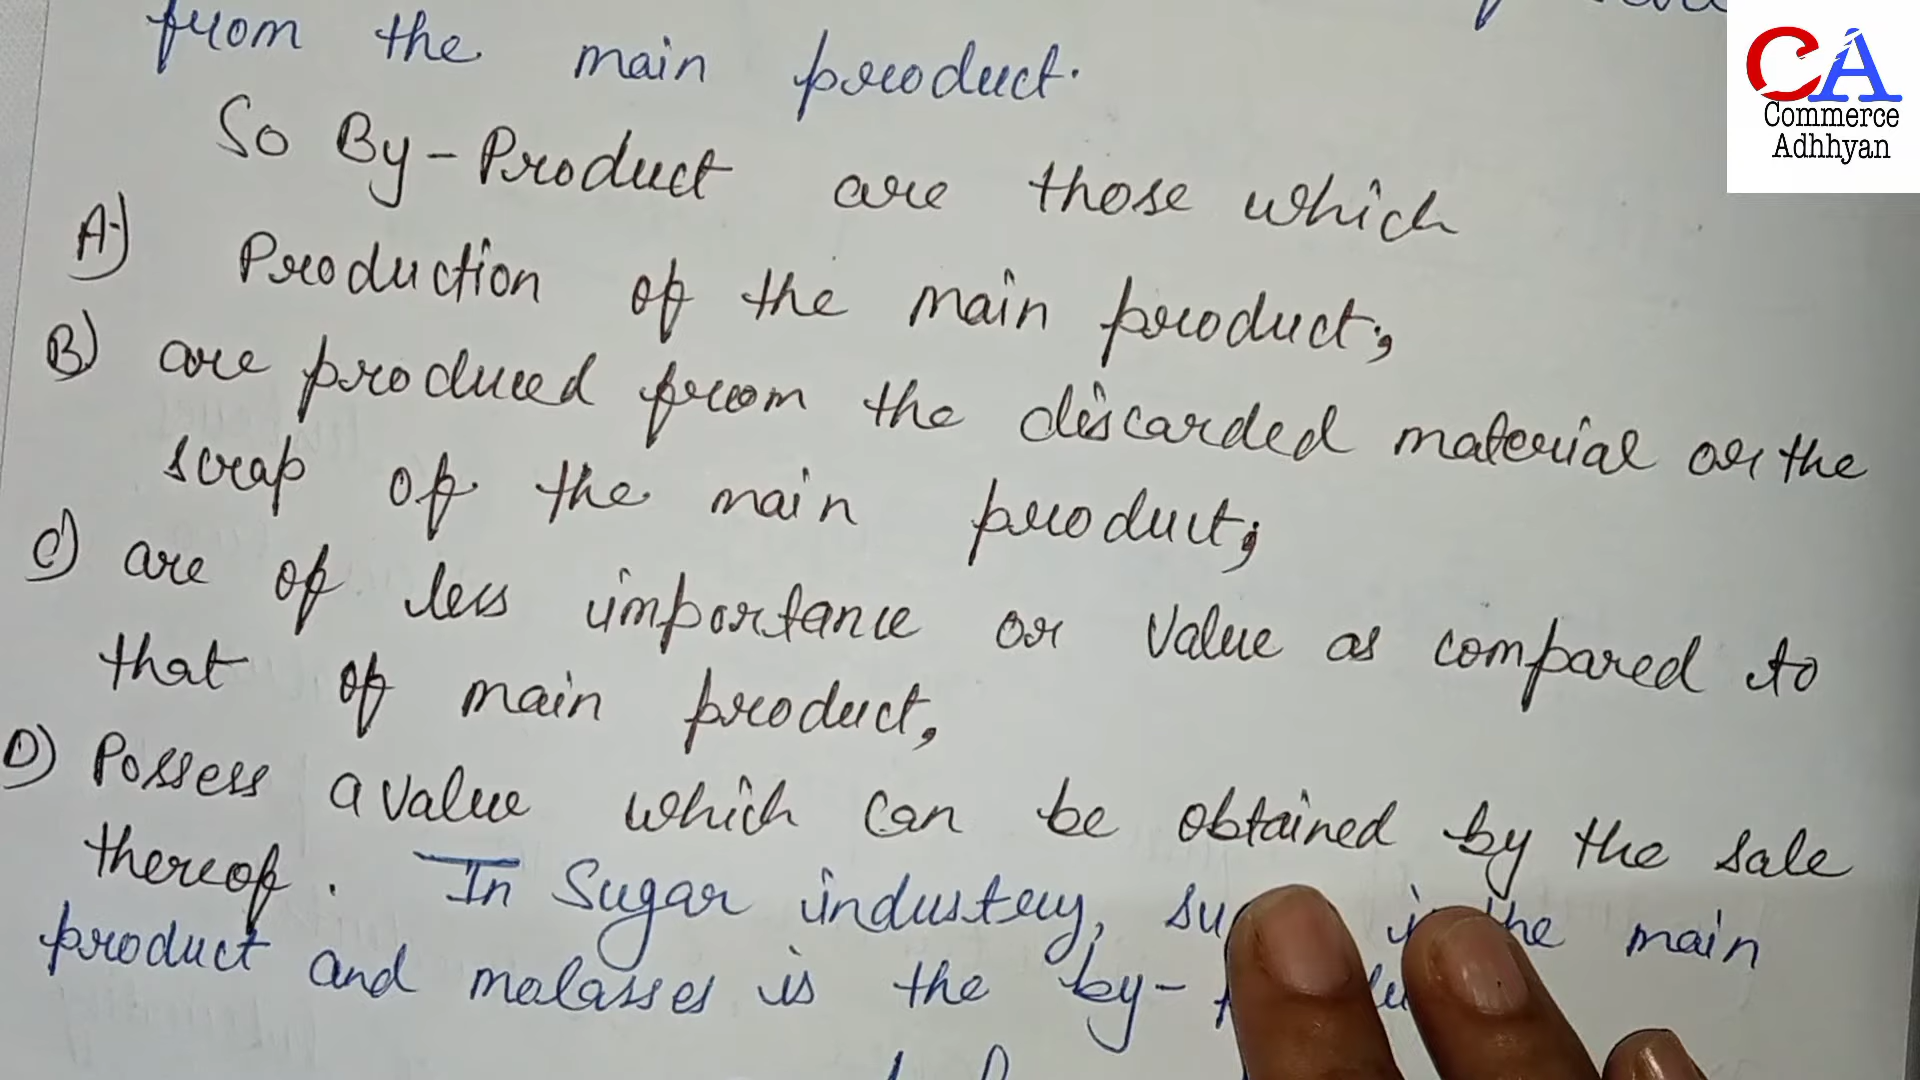 from the main product.
So By-Product are those which
A) Production of the main product;
B) are produced from the discarded material or the
scrap of the main product;
C) are of less importance or value as compared to
that of main product,
D) Possess a value which can be obtained by the sale
thereof. In Sugar industry, the main
product and molasses is the by-
CA
Commerce
Adhhyan